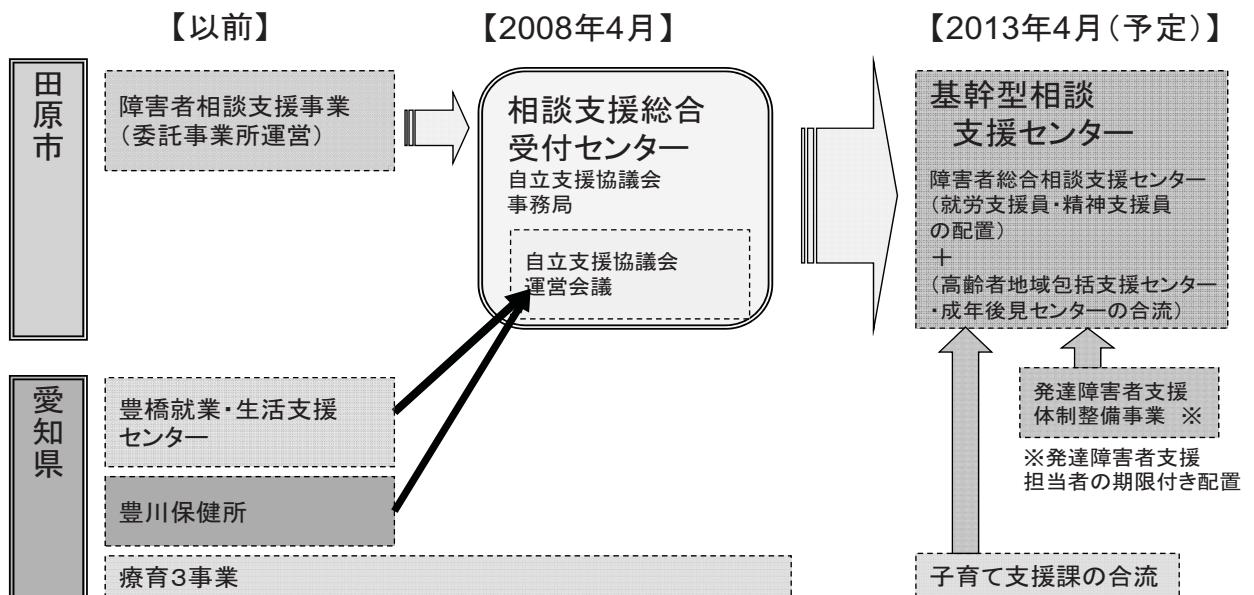 【以前】
【2008年4月】
【2013年4月（予定）】
田原市
障害者相談支援事業
（委託事業所運営）
相談支援総合
受付センター
自立支援協議会
事務局
自立支援協議会
運営会議
基幹型相談
支援センター
障害者総合相談支援センター
（就労支援員・精神支援員
の配置）
＋
（高齢者地域包括支援センター
・成年後見センターの合流）
愛知県
豊橋就業・生活支援
センター
豊川保健所
療育3事業
発達障害者支援
体制整備事業　※
※発達障害者支援
担当者の期限付き配置
子育て支援課の合流